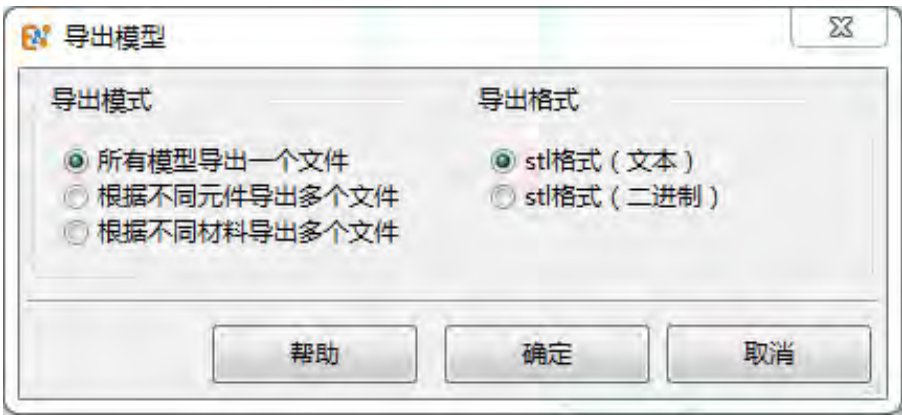 导出模型
导出模式
所有模型导出一个文件
根据不同元件导出多个文件
根据不同材料导出多个文件
导出格式
stl格式（文本）
stl格式（二进制）
帮助
确定
取消